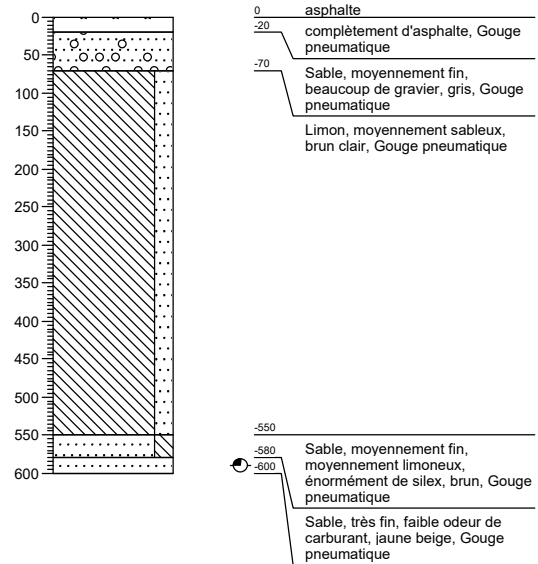 0
50
100
150
200
250
300
350
400
450
500
550
600
0 asphalte
-20
complètement d'asphalte, Gouge
pneumatique
-70
Sable, moyennement fin,
beaucoup de gravier, gris, Gouge
pneumatique
Limon, moyennement sableux,
brun clair, Gouge pneumatique
-550
-580
-600
Sable, moyennement fin,
moyennement limoneux,
énormément de silex, brun, Gouge
pneumatique
Sable, très fin, faible odeur de
carburant, jaune beige, Gouge
pneumatique